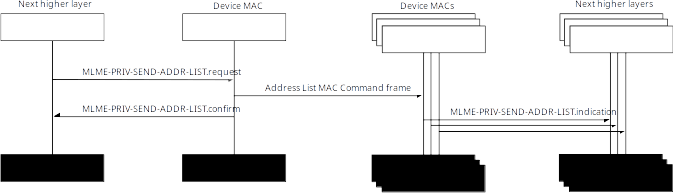 Next higher layer
Device MAC
Device MACs
Next higher layers
MLME-PRIV-SEND-ADDR-LIST.request
Address List MAC Command frame
MLME-PRIV-SEND-ADDR-LIST.confirm
MLME-PRIV-SEND-ADDR-LIST.indication